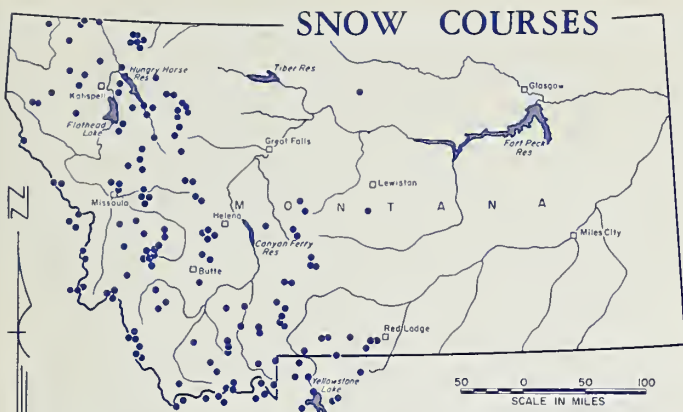 SNOW COURSES
Hungry Horse
Res
Tiber Res
Kalispell
Glasgow
Flathead
Lake
Fort Peck
Res
Great Falls
Lewiston
Missoula
M O N T A N A
Helena
Canyon Ferry
Res
Miles City
Butte
Red Lodge
Yellowstone
Lake
50 0 50 100
SCALE IN MILES
N